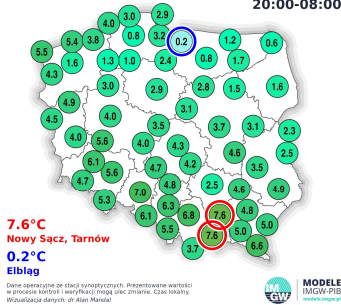 20:00-08:00
4.0 3.0 2.9
5.5 5.4 3.8 0.8 3.2 0.2 1.2 0.6
4.3 1.6 1.3 1.0 2.4 0.8 1.7
4.9 3.0 2.9 2.8 1.5 1.6
4.5 4.0 3.5 3.1 3.7 3.1 2.3
4.0 5.6 4.0 4.3 4.2 4.6 2.5
6.1 5.6 4.7 3.5
4.7 7.0 4.8 2.5 4.6 4.9
5.3 6.1 6.3 6.8 7.6 4.8
5.5 7.6 5.0 5.0
3.7 6.6
7.6°C
Nowy Sącz, Tarnów
0.2°C
Elbląg
Dane operacyjne ze stacji synoptycznych. Prezentowane wartości
w procesie kontroli i weryfikacji mogą ulec zmianie. Czas lokalny.
Wizualizacja danych: dr Alan Mandal
IMGW
MODELE
IMGW-PIB
modele.imgw.pl